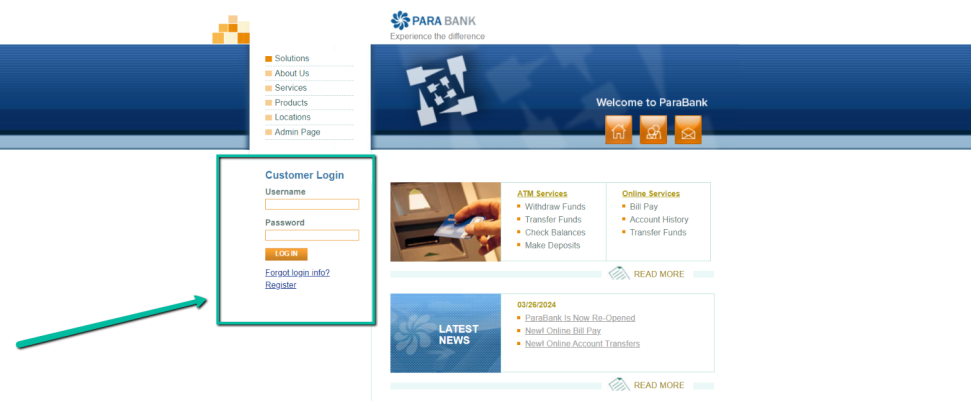 PARA BANK
Experience the difference
Solutions
About Us
Services
Products
Locations
Admin Page
Welcome to ParaBank
Customer Login
Username
Password
LOG IN
Forgot login info?
Register
ATM Services
Withdraw Funds
Transfer Funds
Check Balances
Make Deposits
Online Services
Bill Pay
Account History
Transfer Funds
READ MORE
LATEST
NEWS
03/26/2024
ParaBank Is Now Re-Opened
New! Online Bill Pay
New! Online Account Transfers
READ MORE